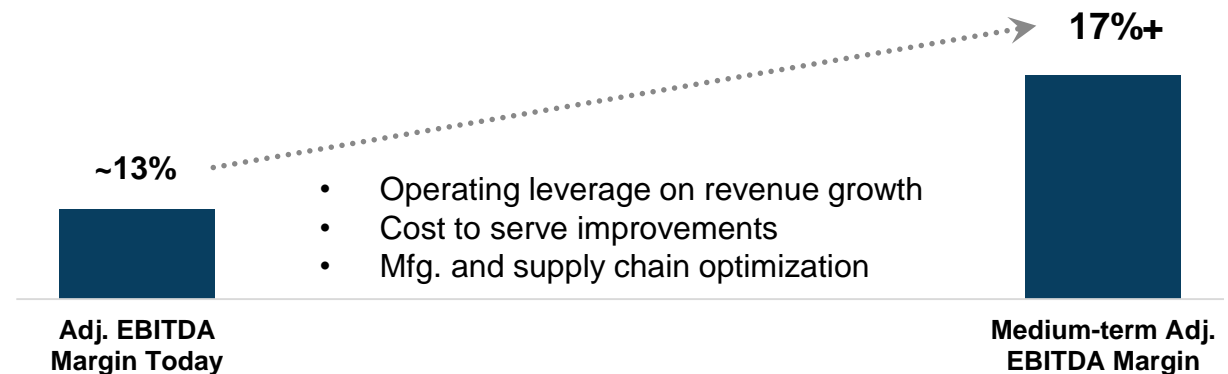 17%+
~13%
• Operating leverage on revenue growth
• Cost to serve improvements
• Mfg. and supply chain optimization
Adj. EBITDA
Margin Today
Medium-term Adj.
EBITDA Margin